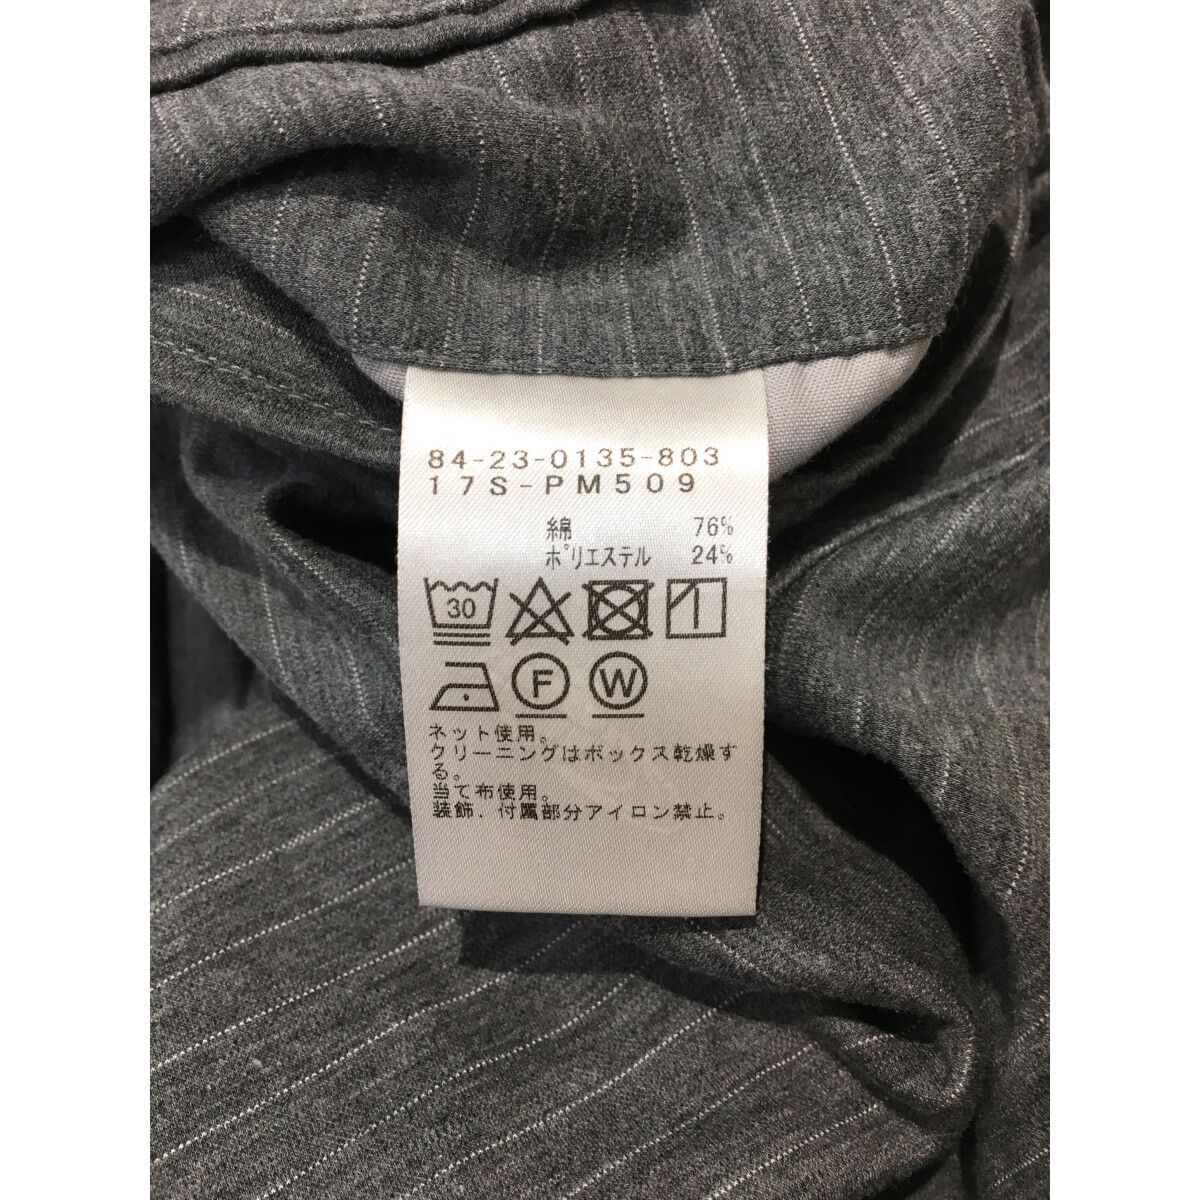 84-23-0135-803
17S-PM509
綿 76%
ポリエステル 24%
30
F W
ネット使用。
クリーニングはボックス乾燥す
る。
当て布使用。
装飾、付属部分アイロン禁止。